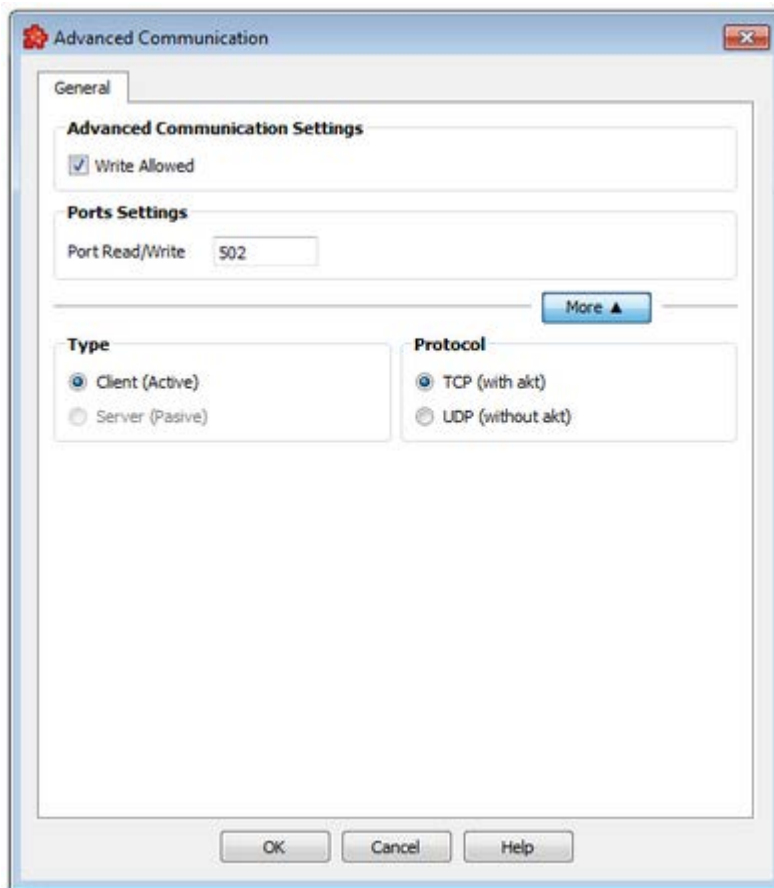 Advanced Communication
General
Advanced Communication Settings
Write Allowed
Ports Settings
Port Read/Write 502
More ▲
Type
Client (Active)
Server (Pasive)
Protocol
TCP (with akt)
UDP (without akt)
OK Cancel Help